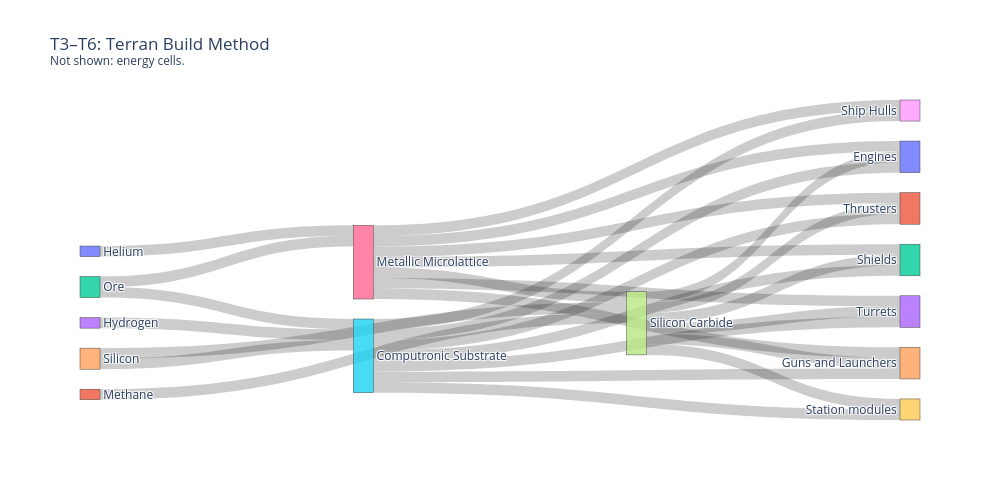 T3–T6: Terran Build Method
Not shown: energy cells.
Ship Hulls
Engines
Thrusters
Helium
Metallic Microlattice
Shields
Ore
Hydrogen
Silicon Carbide
Turrets
Silicon
Computronic Substrate
Guns and Launchers
Methane
Station modules